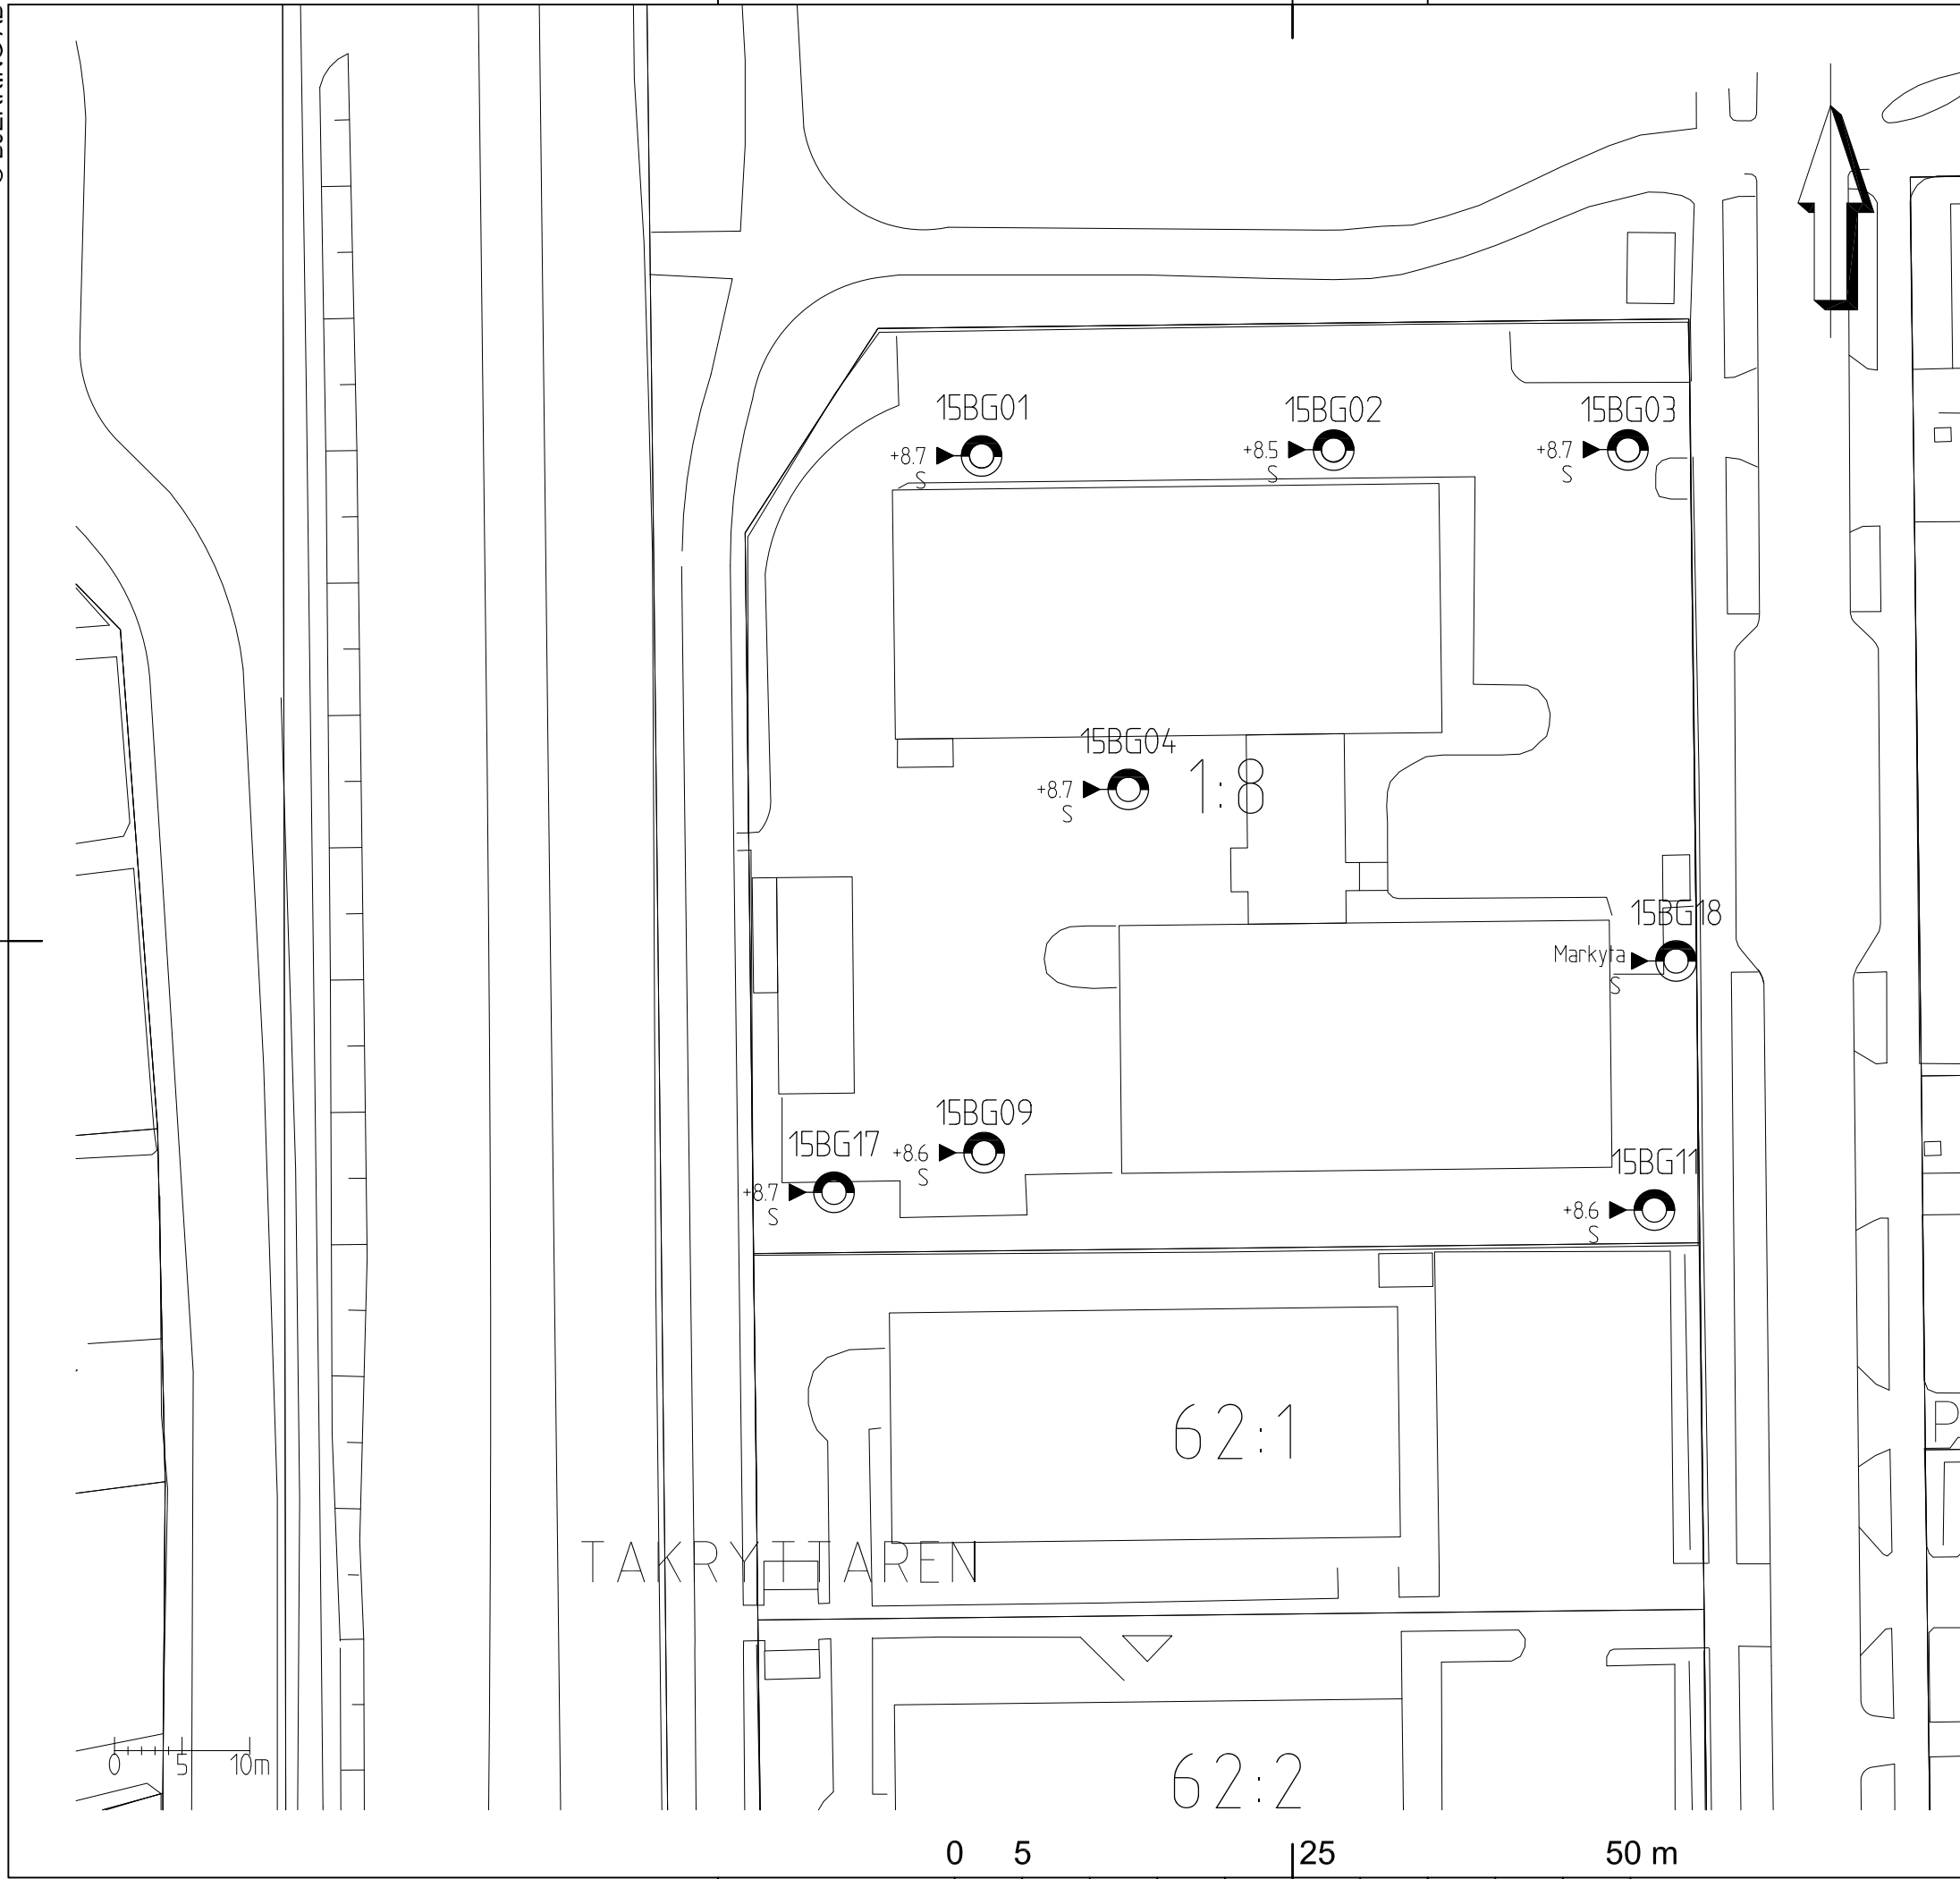 15BG01
+8.7
S
15BG02
+8.5
S
15BG03
+8.7
S
15BG04
+8.7
S
1:8
15BG18
Markyta
S
15BG09
+8.6
S
15BG17
+8.7
S
15BG11
+8.6
S
62:1
P
TAKRYTTAREN
0 5 10m
62:2
0 5 25 50 m